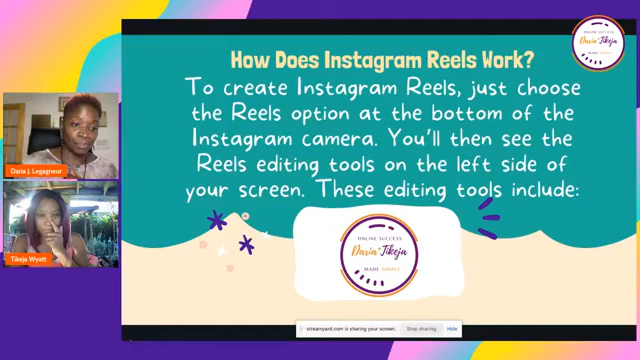 How Does Instagram Reels Work?
To create Instagram Reels, just choose
the Reels option at the bottom of the
Instagram camera. You'll then see the
Reels editing tools on the left side of
your screen. These editing tools include:
ONLINE SUCCESS
Daria Tikeja
MADE SIMPLE
Daria J. Legagneur
Tikeja Wyatt
ONLINE SUCCESS
Daria Tikeja
MADE SIMPLE
streamyard.com is sharing your screen.
Stop sharing
Hide